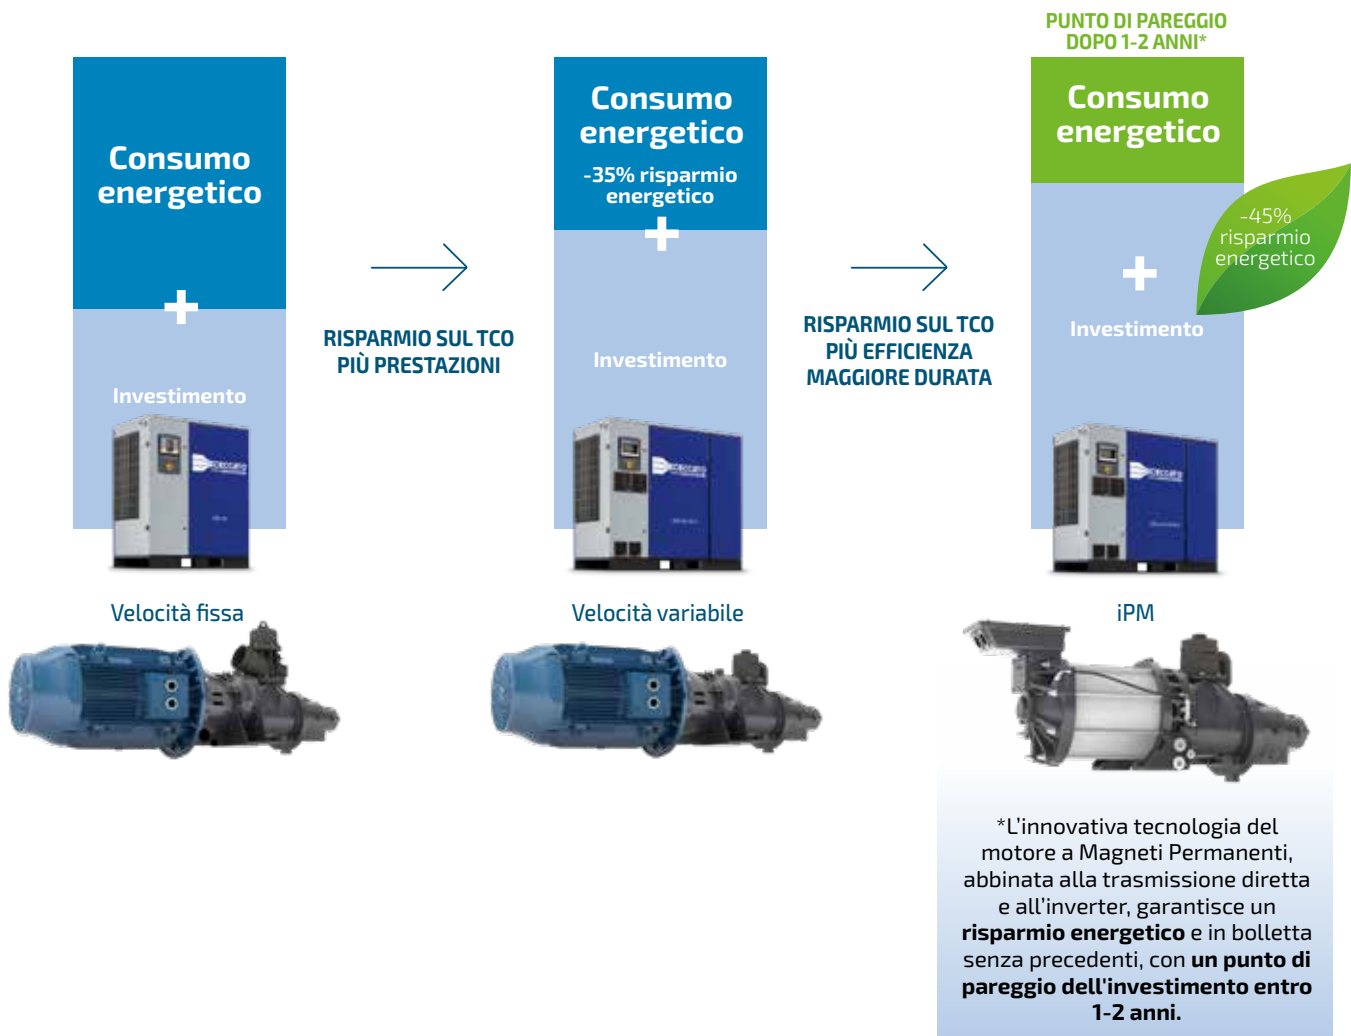 PUNTO DI PAREGGIO
DOPO 1-2 ANNI*
Consumo
energetico
Investimento
Velocità fissa
RISPARMIO SUL TCO
PIÙ PRESTAZIONI
Consumo
energetico
-35% risparmio
energetico
Investimento
Velocità variabile
RISPARMIO SUL TCO
PIÙ EFFICIENZA
MAGGIORE DURATA
Consumo
energetico
-45%
risparmio
energetico
Investimento
iPM
*L'innovativa tecnologia del
motore a Magneti Permanenti,
abbinata alla trasmissione diretta
e all'inverter, garantisce un
risparmio energetico e in bolletta
senza precedenti, con un punto di
pareggio dell'investimento entro
1-2 anni.